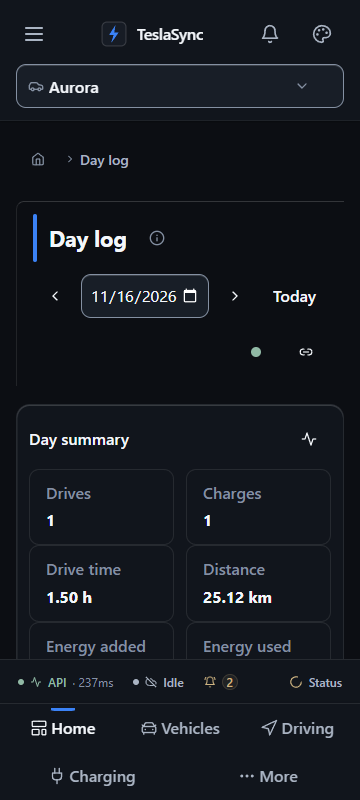 TeslaSync
Aurora
Day log
Day log
11/16/2026
Today
Day summary
Drives
1
Charges
1
Drive time
1.50 h
Distance
25.12 km
Energy added
Energy used
API · 237ms
Idle
2
Status
Home
Vehicles
Driving
Charging
More